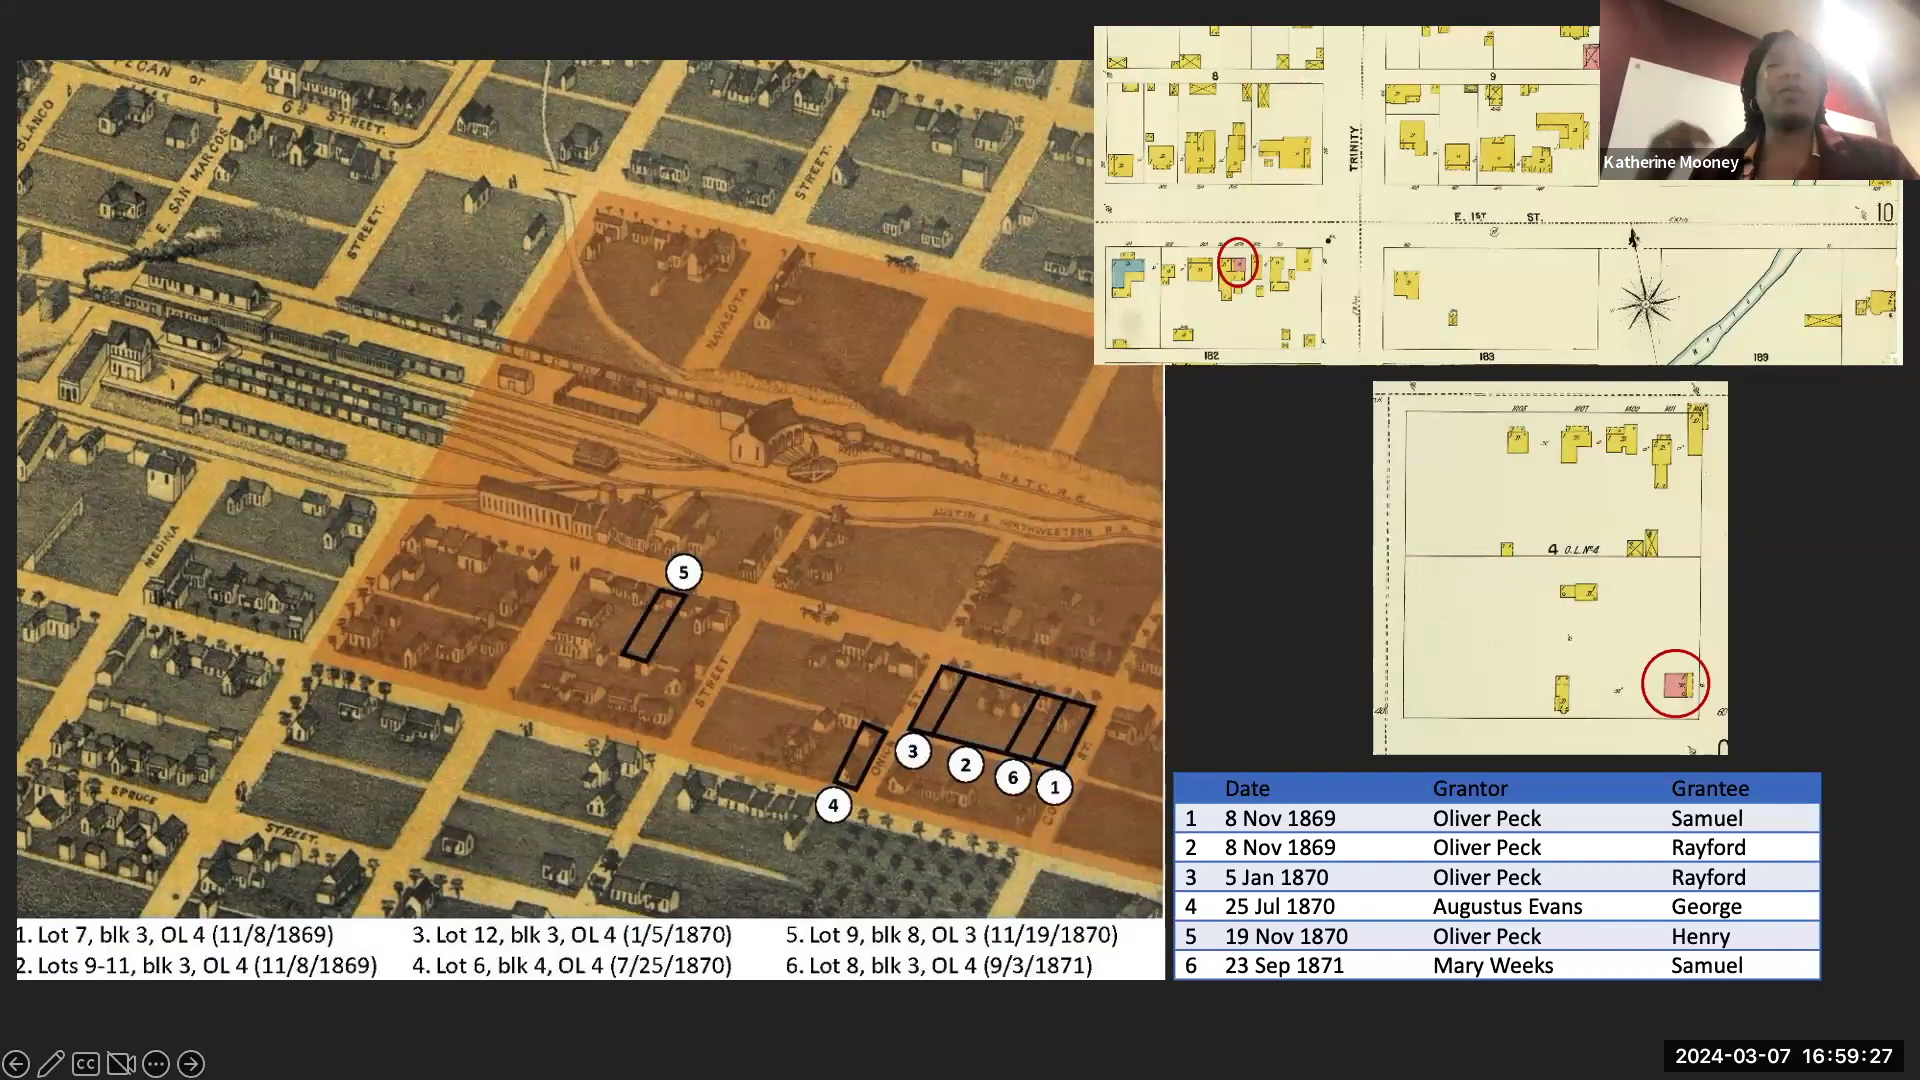 PECAN or
6th
STREET.
BLANCO
E. SAN MARCOS
STREET.
STREET.
NAVASOTA
MEDINA
H. & T. C. R. R.
AUSTIN & NORTHWESTERN R. R.
STREET
ST.
SPRUCE
STREET.
5
3
2
6
1
4
1. Lot 7, blk 3, OL 4 (11/8/1869)
3. Lot 12, blk 3, OL 4 (1/5/1870)
5. Lot 9, blk 8, OL 3 (11/19/1870)
2. Lots 9-11, blk 3, OL 4 (11/8/1869)
4. Lot 6, blk 4, OL 4 (7/25/1870)
6. Lot 8, blk 3, OL 4 (9/3/1871)
8
9
TRINITY
E. 1ST ST.
10
182
183
189
Katherine Mooney
4 O.L. No 4
Date Grantor Grantee
1 8 Nov 1869 Oliver Peck Samuel
2 8 Nov 1869 Oliver Peck Rayford
3 5 Jan 1870 Oliver Peck Rayford
4 25 Jul 1870 Augustus Evans George
5 19 Nov 1870 Oliver Peck Henry
6 23 Sep 1871 Mary Weeks Samuel
CC
2024-03-07 16:59:27